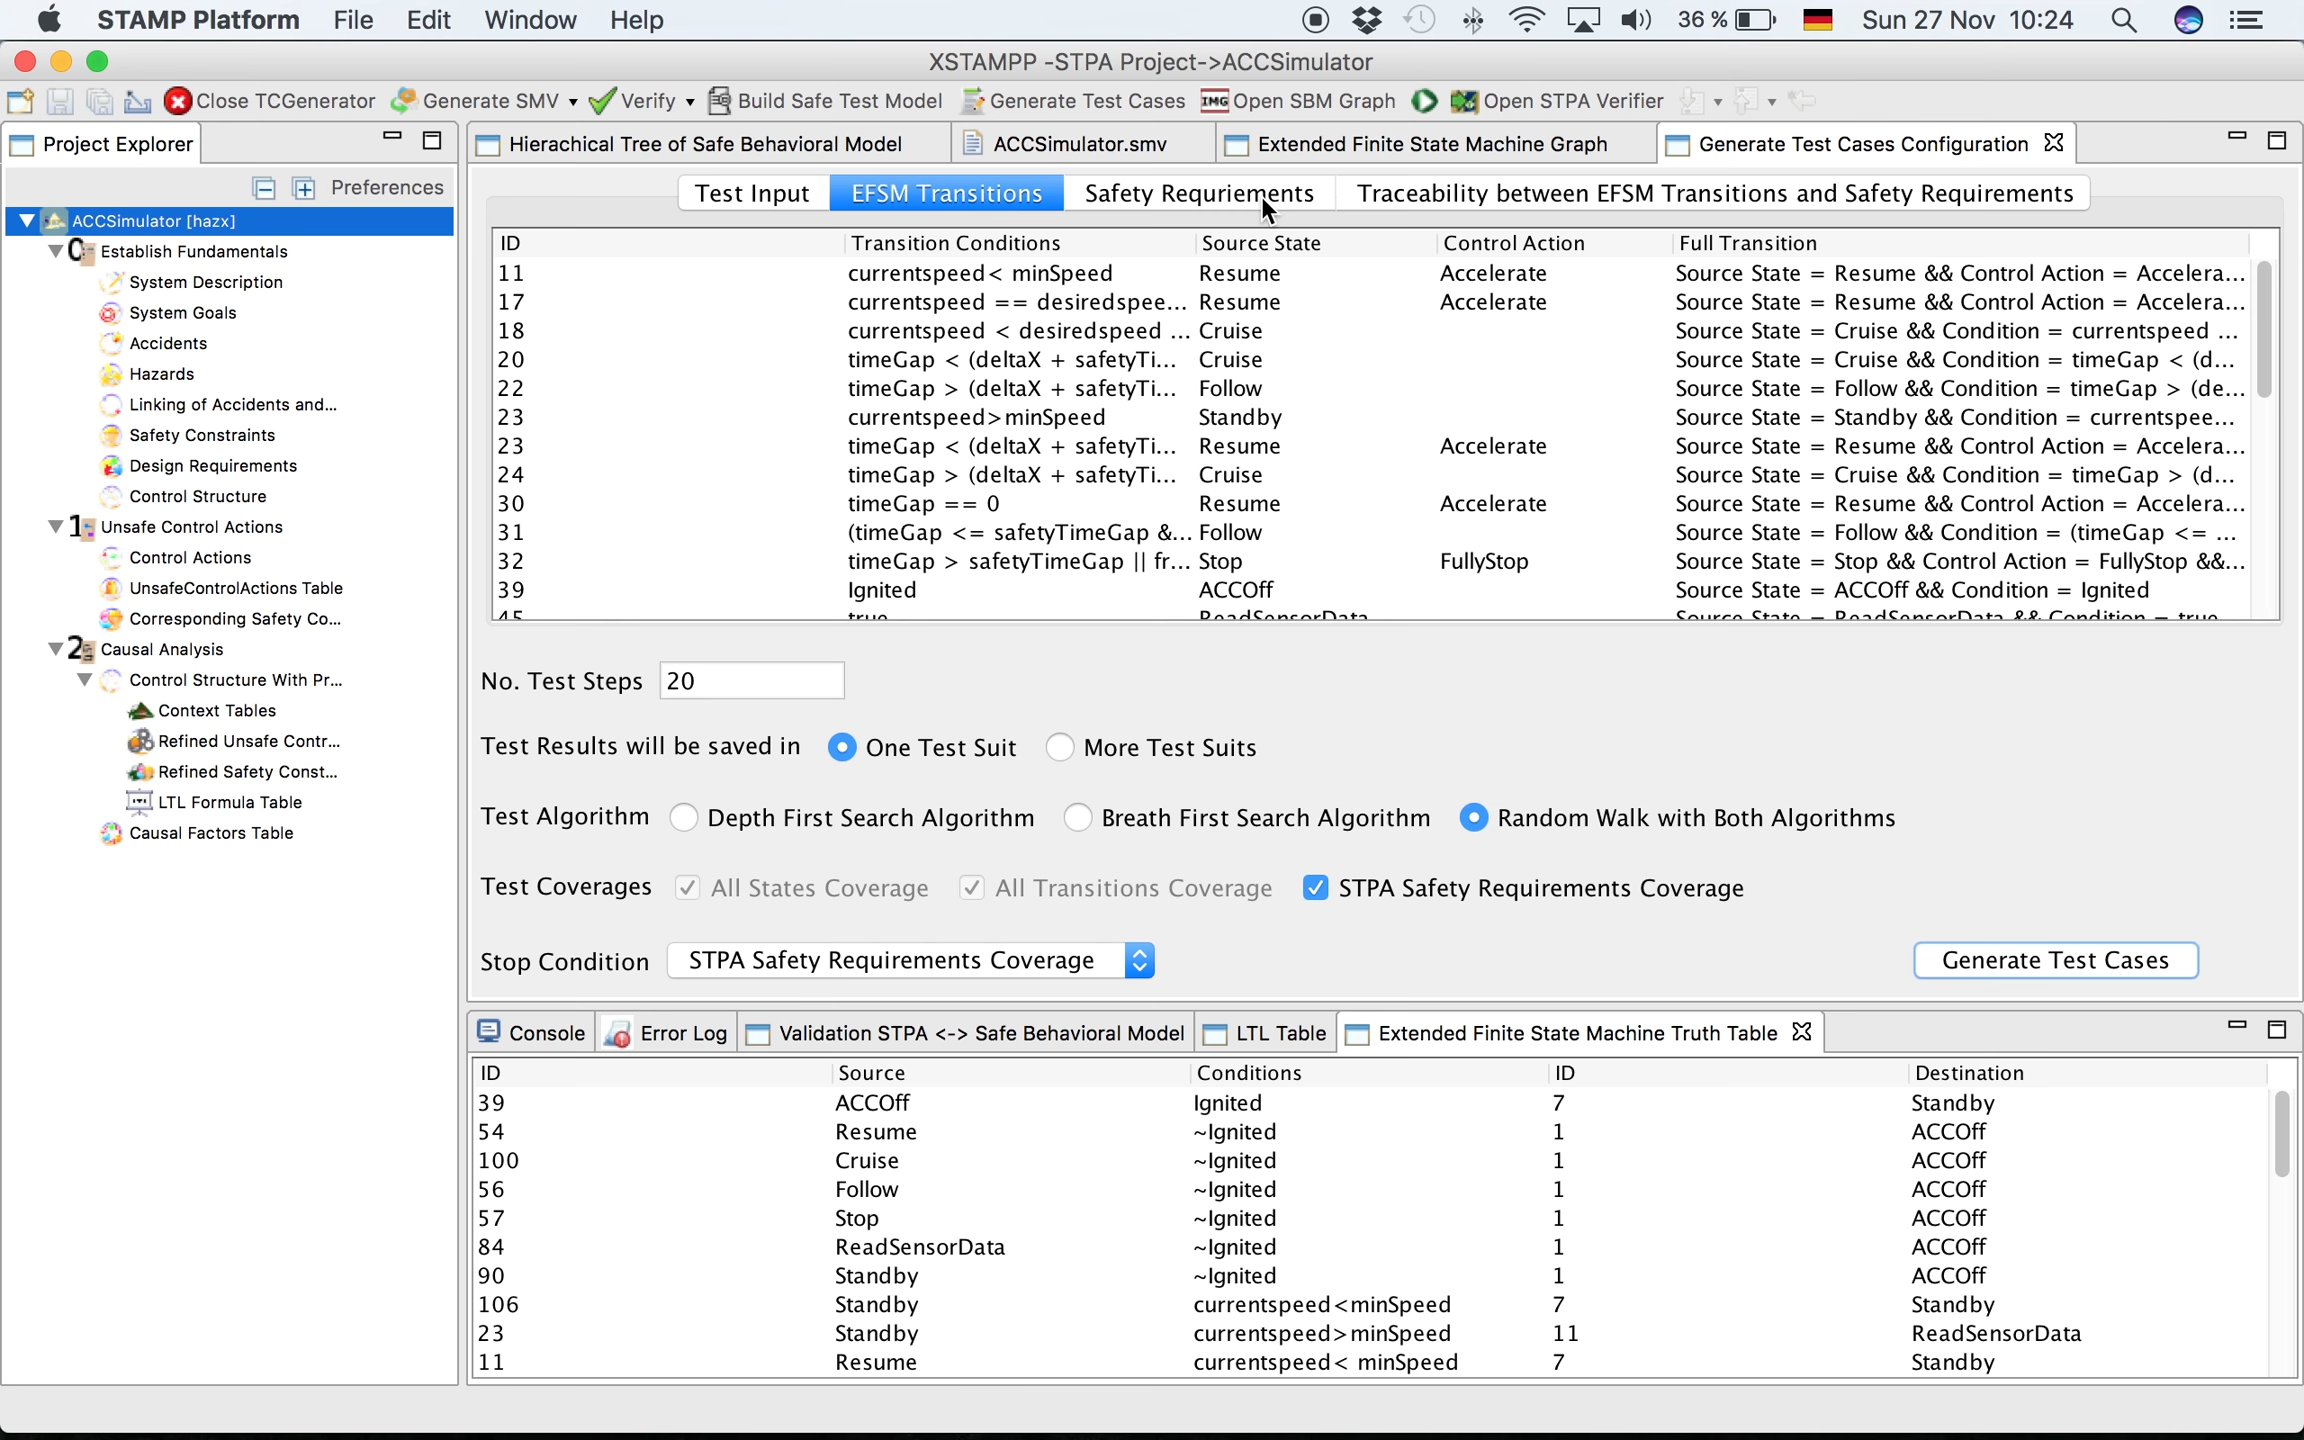 STAMP Platform File Edit Window Help 36 % Sun 27 Nov 10:24
XSTAMPP -STPA Project->ACCSimulator
Close TCGenerator Generate SMV Verify Build Safe Test Model Generate Test Cases IMG Open SBM Graph Open STPA Verifier
Project Explorer
Preferences
ACCSimulator [hazx]
0 Establish Fundamentals
System Description
System Goals
Accidents
Hazards
Linking of Accidents and...
Safety Constraints
Design Requirements
Control Structure
1 Unsafe Control Actions
Control Actions
UnsafeControlActions Table
Corresponding Safety Co...
2 Causal Analysis
Control Structure With Pr...
Context Tables
Refined Unsafe Contr...
Refined Safety Const...
LTL Formula Table
Causal Factors Table
Hierachical Tree of Safe Behavioral Model ACCSimulator.smv Extended Finite State Machine Graph Generate Test Cases Configuration
Test Input EFSM Transitions Safety Requriements Traceability between EFSM Transitions and Safety Requirements
ID Transition Conditions Source State Control Action Full Transition
11 currentspeed< minSpeed Resume Accelerate Source State = Resume && Control Action = Accelera...
17 currentspeed == desiredspee... Resume Accelerate Source State = Resume && Control Action = Accelera...
18 currentspeed < desiredspeed ... Cruise Source State = Cruise && Condition = currentspeed ...
20 timeGap < (deltaX + safetyTi... Cruise Source State = Cruise && Condition = timeGap < (d...
22 timeGap > (deltaX + safetyTi... Follow Source State = Follow && Condition = timeGap > (de...
23 currentspeed>minSpeed Standby Source State = Standby && Condition = currentspee...
23 timeGap < (deltaX + safetyTi... Resume Accelerate Source State = Resume && Control Action = Accelera...
24 timeGap > (deltaX + safetyTi... Cruise Source State = Cruise && Condition = timeGap > (d...
30 timeGap == 0 Resume Accelerate Source State = Resume && Control Action = Accelera...
31 (timeGap <= safetyTimeGap &... Follow Source State = Follow && Condition = (timeGap <= ...
32 timeGap > safetyTimeGap || fr... Stop FullyStop Source State = Stop && Control Action = FullyStop &&...
39 Ignited ACCOff Source State = ACCOff && Condition = Ignited
45 true ReadSensorData Source State = ReadSensorData && Condition = true
No. Test Steps 20
Test Results will be saved in One Test Suit More Test Suits
Test Algorithm Depth First Search Algorithm Breath First Search Algorithm Random Walk with Both Algorithms
Test Coverages All States Coverage All Transitions Coverage STPA Safety Requirements Coverage
Stop Condition STPA Safety Requirements Coverage Generate Test Cases
Console Error Log Validation STPA <-> Safe Behavioral Model LTL Table Extended Finite State Machine Truth Table
ID Source Conditions ID Destination
39 ACCOff Ignited 7 Standby
54 Resume ~Ignited 1 ACCOff
100 Cruise ~Ignited 1 ACCOff
56 Follow ~Ignited 1 ACCOff
57 Stop ~Ignited 1 ACCOff
84 ReadSensorData ~Ignited 1 ACCOff
90 Standby ~Ignited 1 ACCOff
106 Standby currentspeed<minSpeed 7 Standby
23 Standby currentspeed>minSpeed 11 ReadSensorData
11 Resume currentspeed< minSpeed 7 Standby